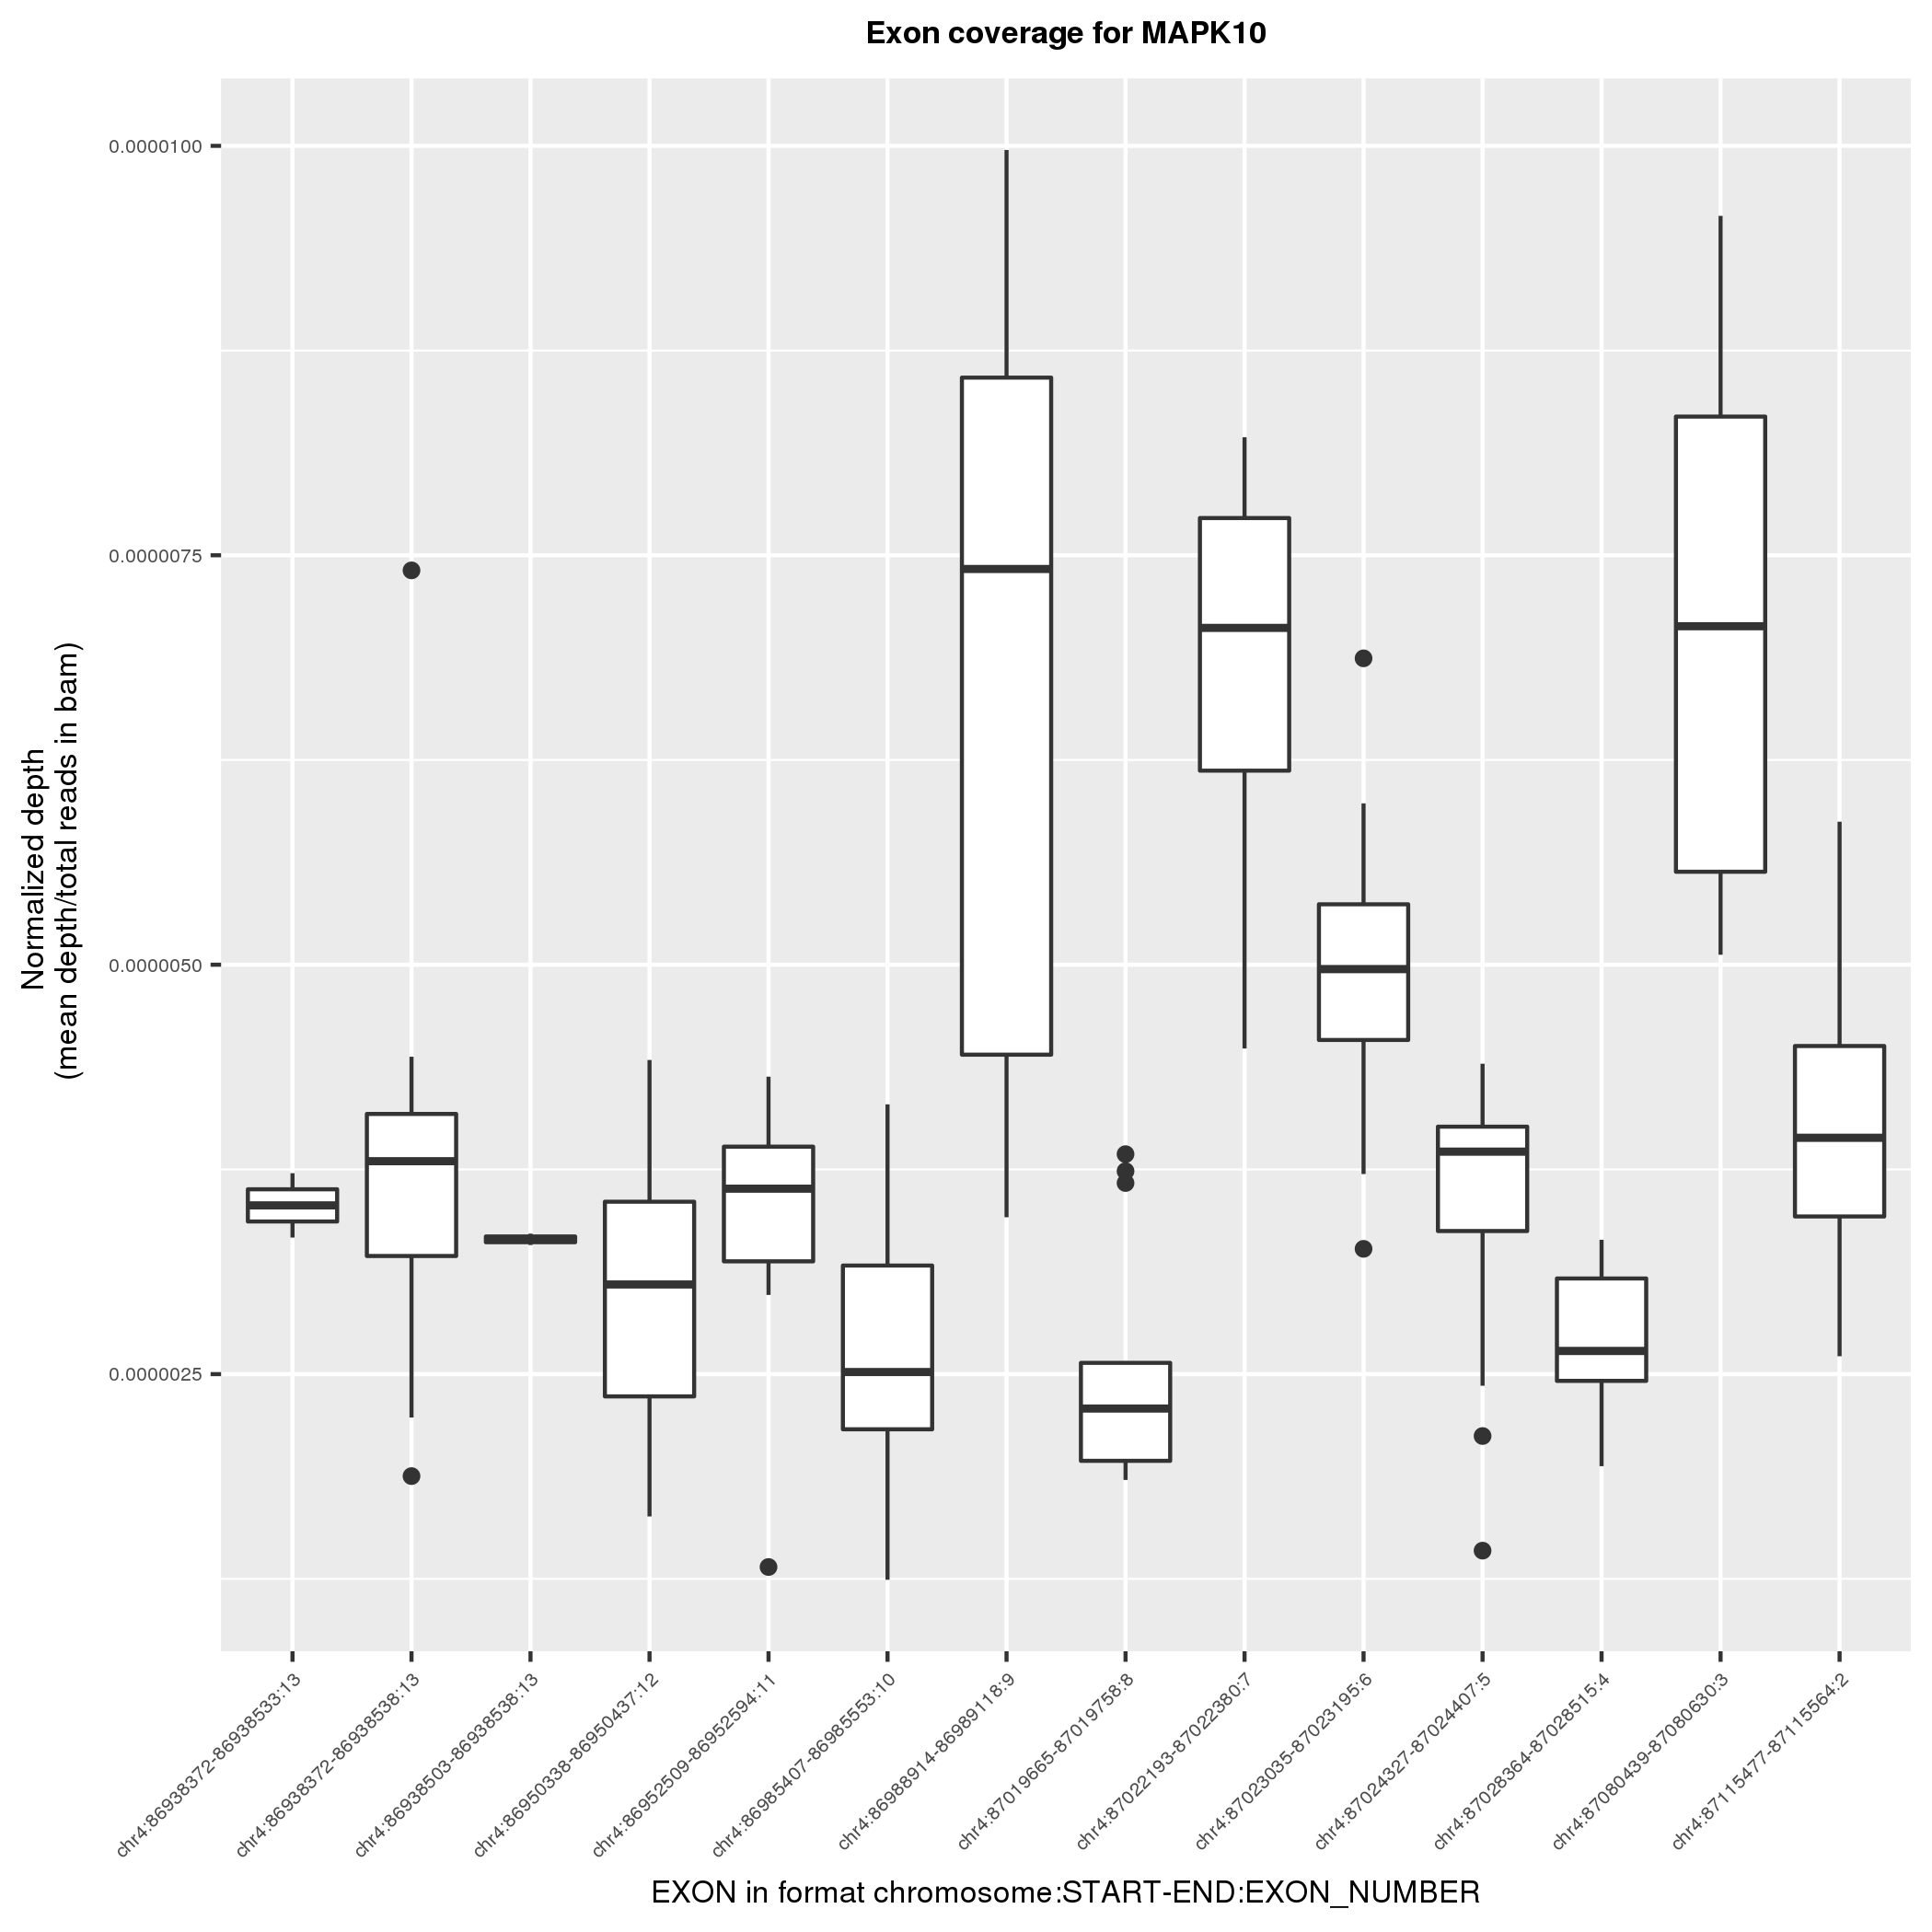 Exon coverage for MAPK10
0.0000100
0.0000075
0.0000050
0.0000025
Normalized depth
(mean depth/total reads in bam)
chr4:86938372-86938533:13
chr4:86938372-86938538:13
chr4:86938503-86938538:13
chr4:86950338-86950437:12
chr4:86952509-86952594:11
chr4:86985407-86985553:10
chr4:86988914-86989118:9
chr4:87019665-87019758:8
chr4:87022193-87022380:7
chr4:87023035-87023195:6
chr4:87024327-87024407:5
chr4:87028364-87028515:4
chr4:87080439-87080630:3
chr4:87115477-87115564:2
EXON in format chromosome:START-END:EXON_NUMBER